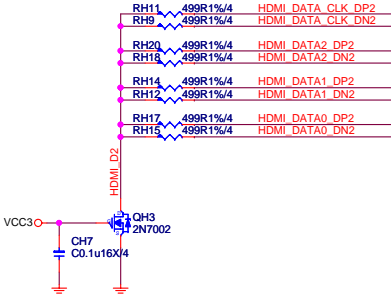 RH11 499R1%/4 HDMI_DATA_CLK_DP2
RH9 499R1%/4 HDMI_DATA_CLK_DN2
RH20 499R1%/4 HDMI_DATA2_DP2
RH18 499R1%/4 HDMI_DATA2_DN2
RH14 499R1%/4 HDMI_DATA1_DP2
RH12 499R1%/4 HDMI_DATA1_DN2
RH17 499R1%/4 HDMI_DATA0_DP2
RH15 499R1%/4 HDMI_DATA0_DN2
HDMI_D2
VCC3
QH3
2N7002
CH7
C0.1u16X/4